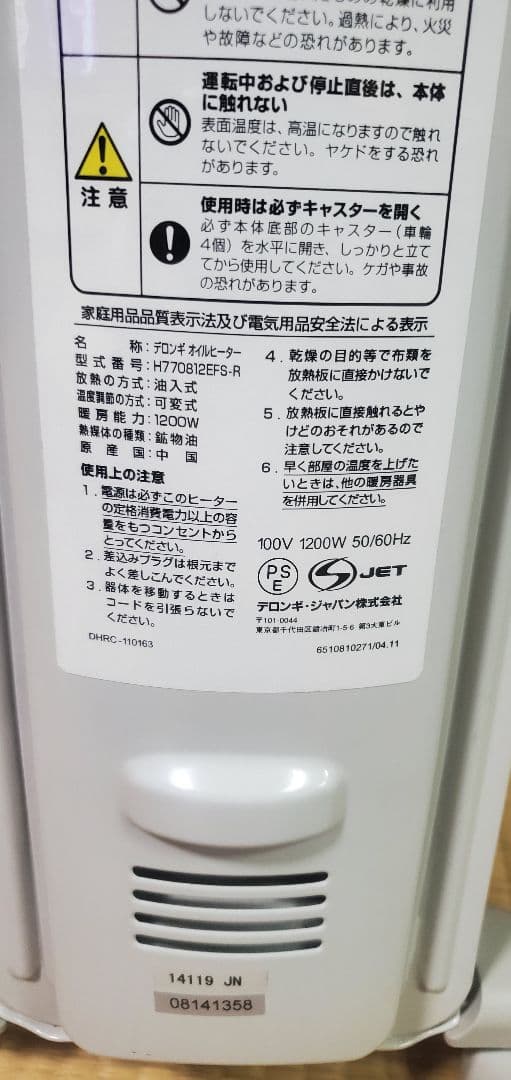 しないでください。過熱により、火災
や故障などの恐れがあります。
運転中および停止直後は、本体
に触れない
表面温度は、高温になりますので触れ
ないでください。ヤケドをする恐れ
があります。
注意
使用時は必ずキャスターを開く
必ず本体底部のキャスター(車輪
4個)を水平に開き、しっかりと立て
てから使用してください。ケガや事故
の恐れがあります。
家庭用品品質表示法及び電気用品安全法による表示
名称:デロンギオイルヒーター
型式番号:H770812EFS-R
放熱の方式:油入式
温度調節の方式:可変式
暖房能力:1200W
熱媒体の種類:鉱物油
原産国:中国
使用上の注意
1.電源は必ずこのヒーター
の定格消費電力以上の容
量をもつコンセントから
とってください。
2.差込みプラグは根元まで
よく差しこんでください。
3.器体を移動するときは
コードを引張らないで
ください。
DHRC-110163
4.乾燥の目的等で布類を
放熱板に直接かけないで
ください。
5.放熱板に直接触れるとや
けどのおそれがあるので
注意してください。
6.早く部屋の温度を上げた
いときは、他の暖房器具
を併用してください。
100V 1200W 50/60Hz
PS
E
JET
デロンギ・ジャパン株式会社
〒101-0044
東京都千代田区鍛冶町1-5-6 第3大東ビル
6510810271/04.11
14119 JN
08141358